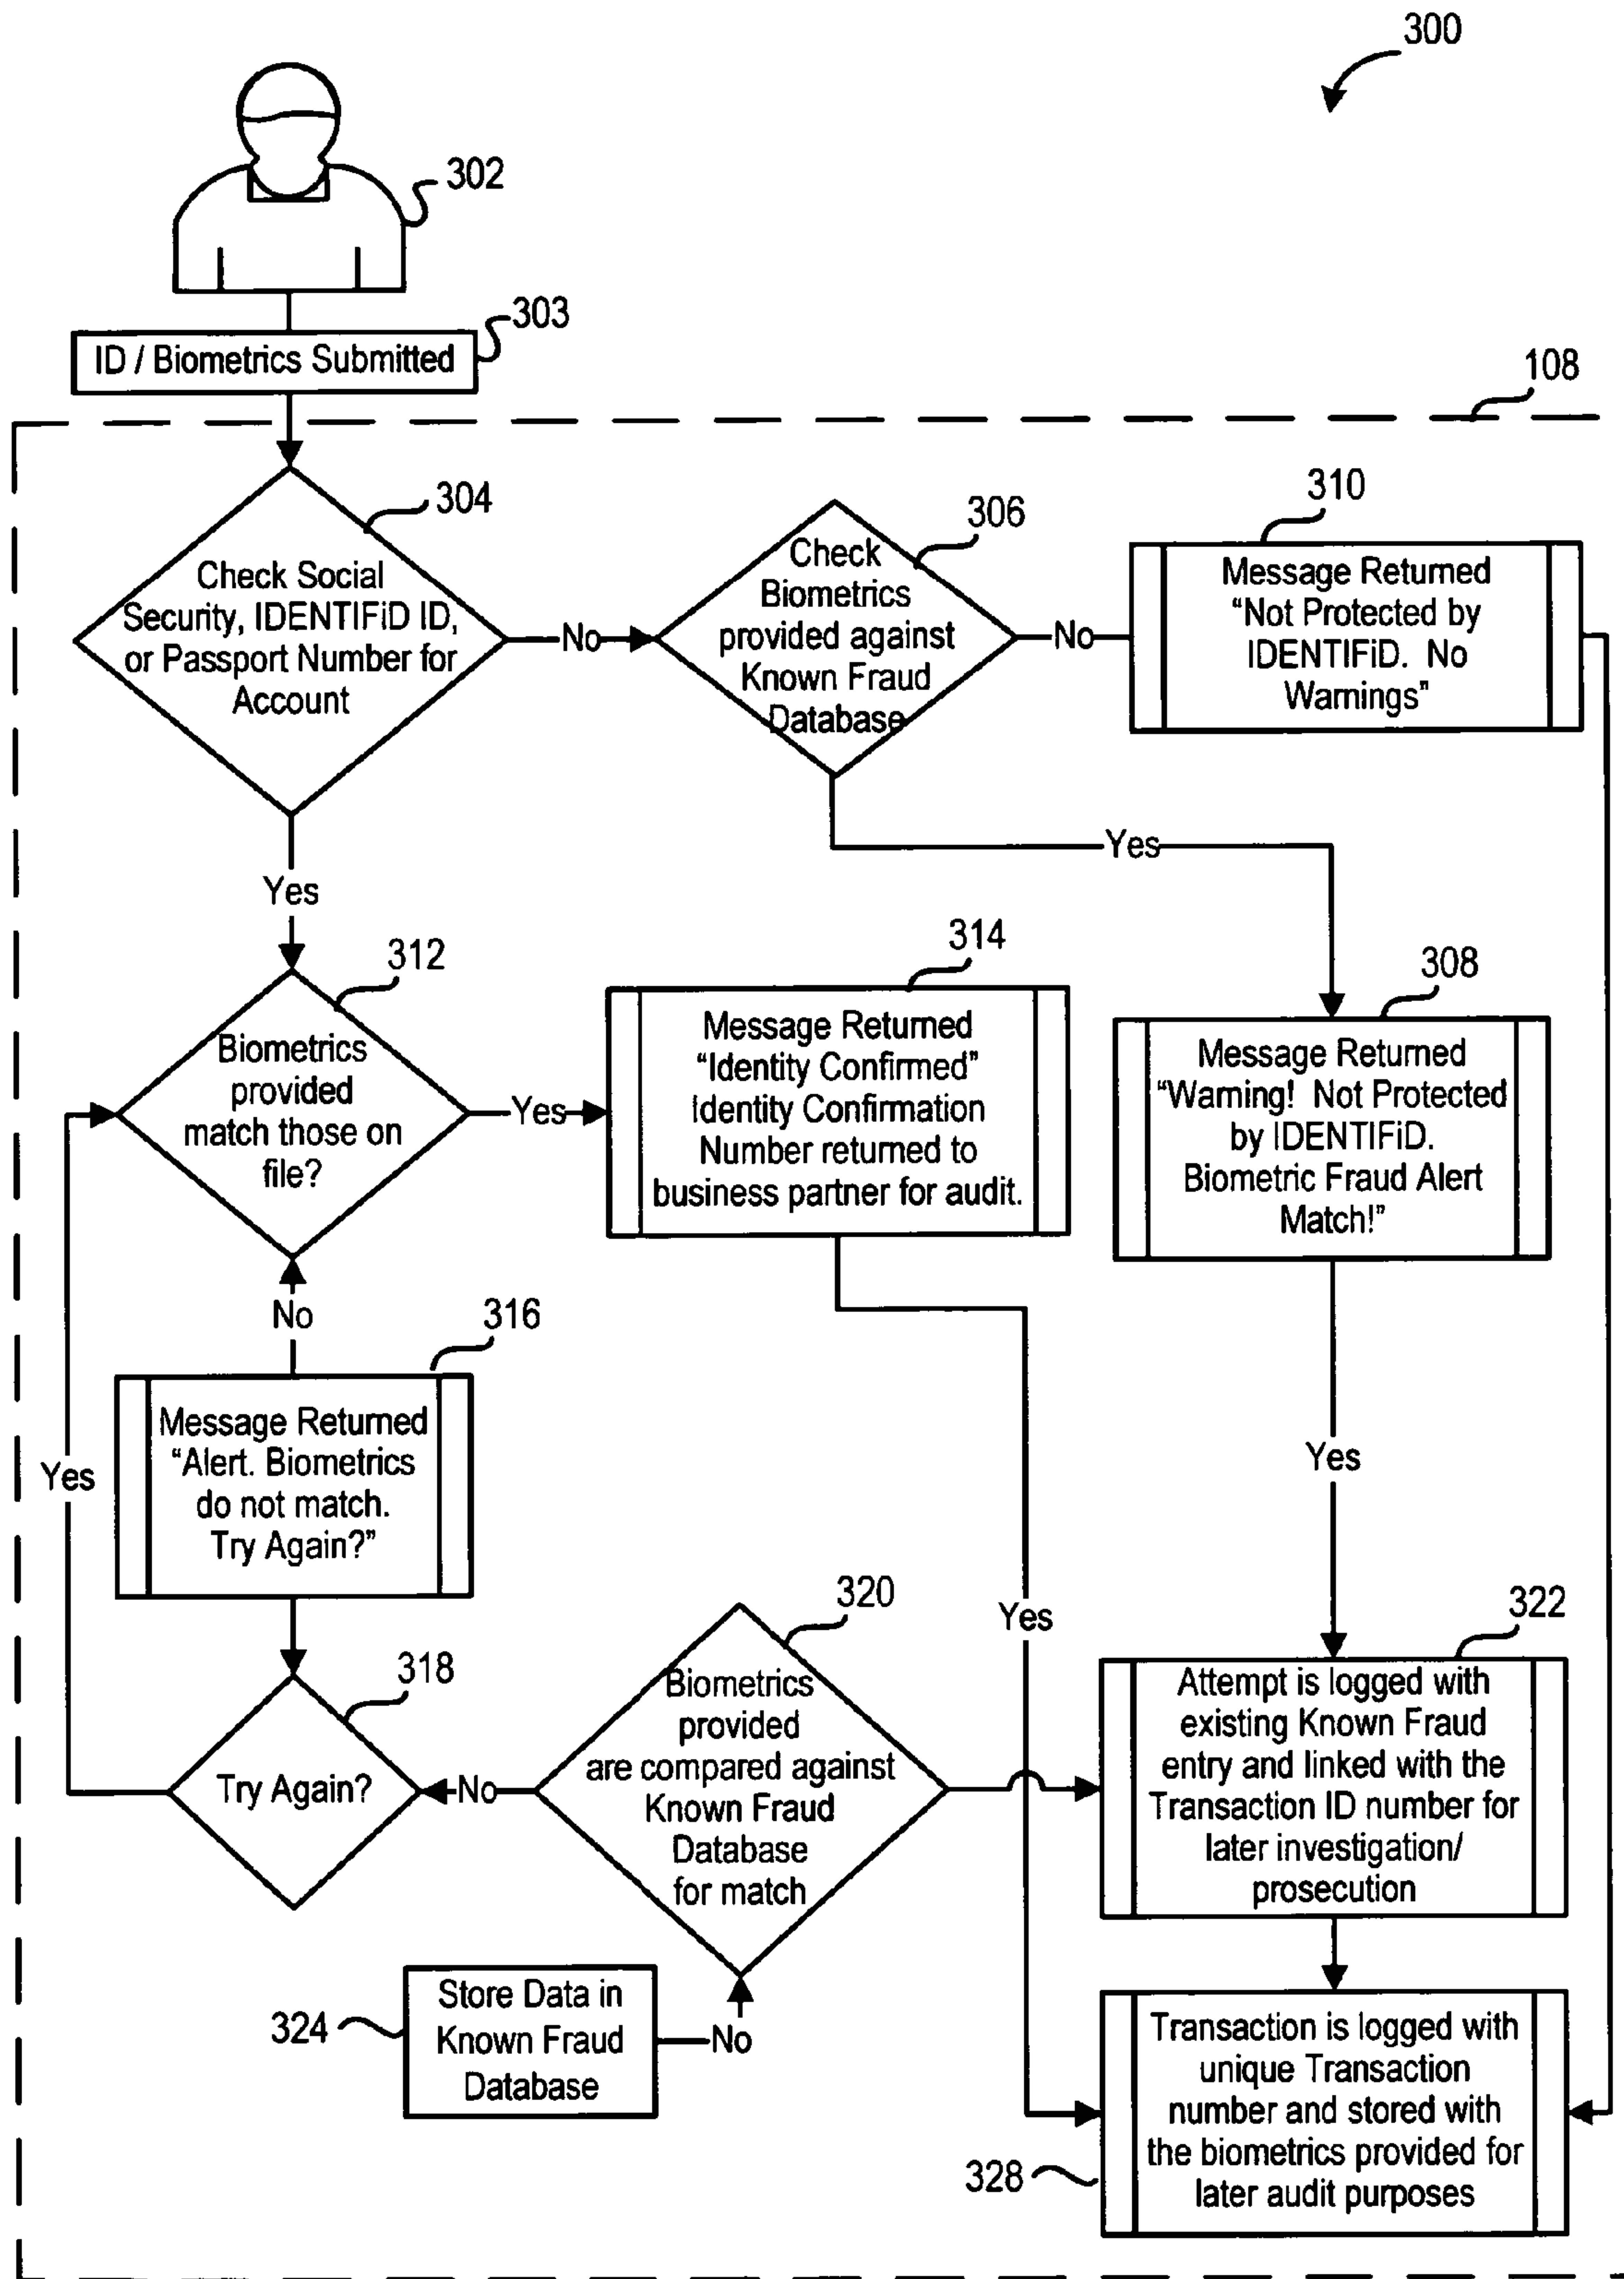 300
302
303
ID / Biometrics Submitted
108
304
Check Social
Security, IDENTIFiD ID,
or Passport Number for
Account
No
306
Check
Biometrics
provided against
Known Fraud
Database
No
310
Message Returned
“Not Protected by
IDENTIFiD. No
Warnings”
Yes
Yes
312
Biometrics
provided
match those on
file?
Yes
314
Message Returned
“Identity Confirmed”
Identity Confirmation
Number returned to
business partner for audit.
308
Message Returned
“Warning! Not Protected
by IDENTIFiD.
Biometric Fraud Alert
Match!”
No
316
Message Returned
“Alert. Biometrics
do not match.
Try Again?”
Yes
Yes
Yes
318
Try Again?
No
320
Biometrics
provided
are compared against
Known Fraud
Database
for match
322
Attempt is logged with
existing Known Fraud
entry and linked with the
Transaction ID number for
later investigation/
prosecution
324
Store Data in
Known Fraud
Database
No
328
Transaction is logged with
unique Transaction
number and stored with
the biometrics provided for
later audit purposes